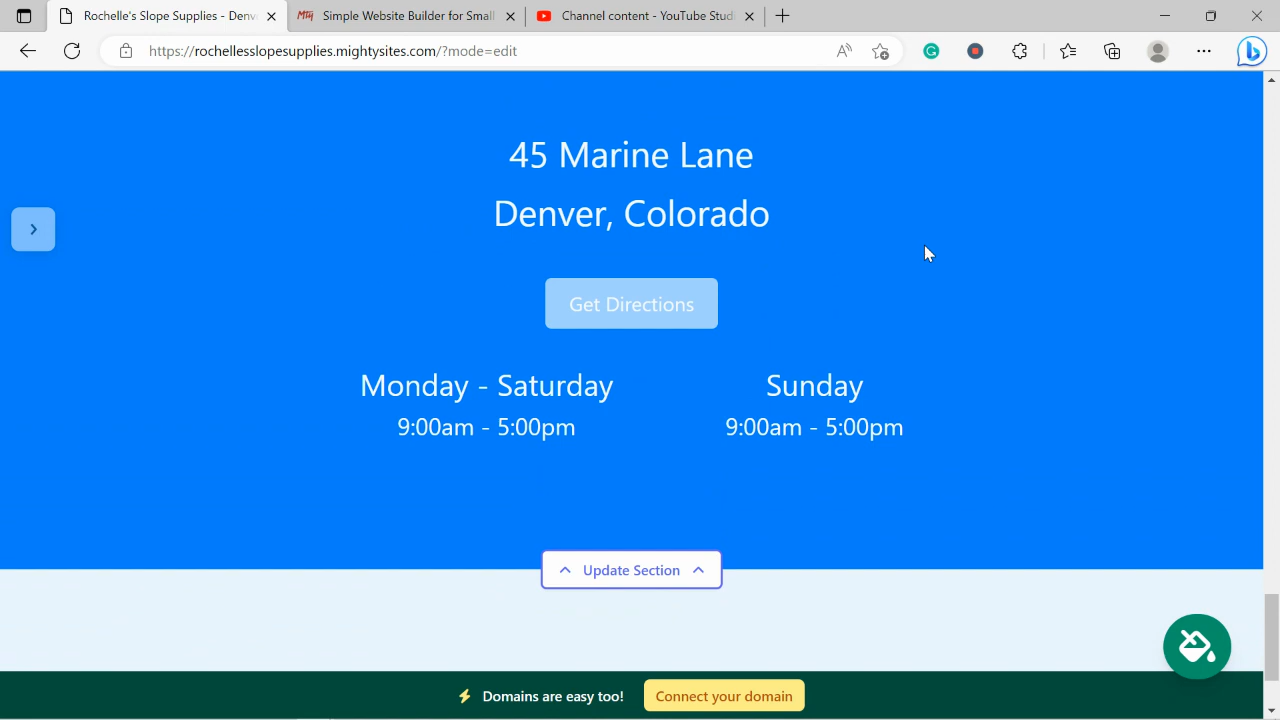 Rochelle's Slope Supplies - Denv
Simple Website Builder for Small
Channel content - YouTube Studi
https://rochellesslopesupplies.mightysites.com/?mode=edit
45 Marine Lane
Denver, Colorado
Get Directions
Monday - Saturday
9:00am - 5:00pm
Sunday
9:00am - 5:00pm
Update Section
Domains are easy too!
Connect your domain